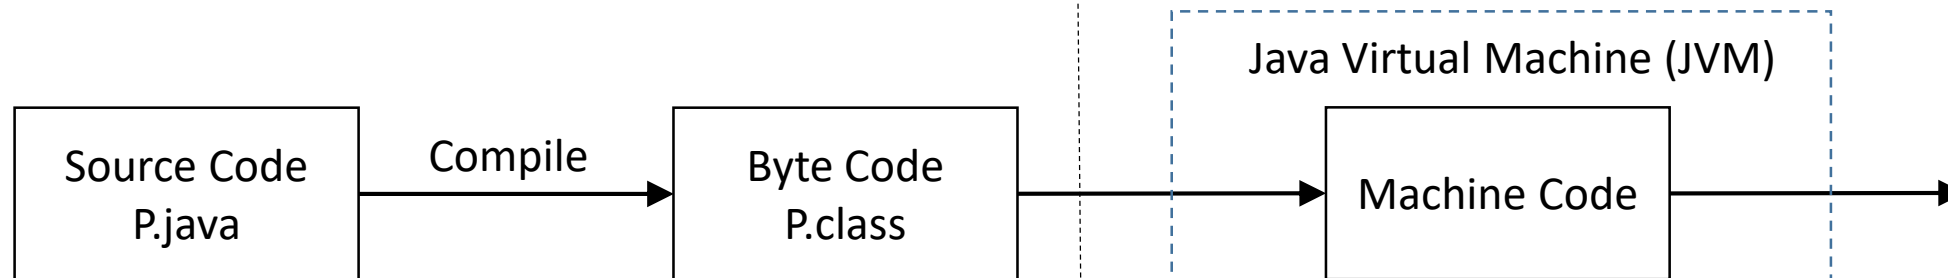 Java Virtual Machine (JVM)
Source Code
P.java
Compile
Byte Code
P.class
Machine Code